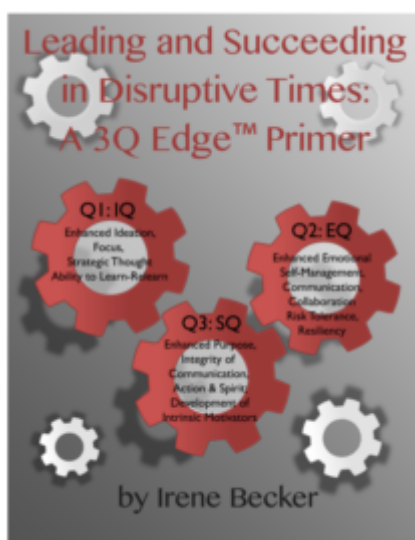 Leading and Succeeding
in Disruptive Times:
A 3Q Edge™ Primer
Q1: IQ
Enhanced Ideation,
Focus,
Strategic Thought
Ability to Learn-Relearn
Q2: EQ
Enhanced Emotional
Self-Management,
Communication,
Collaboration
Risk Tolerance,
Resiliency
Q3: SQ
Enhanced Purpose,
Integrity of
Communication,
Action & Spirit;
Development of
Intrinsic Motivators
by Irene Becker